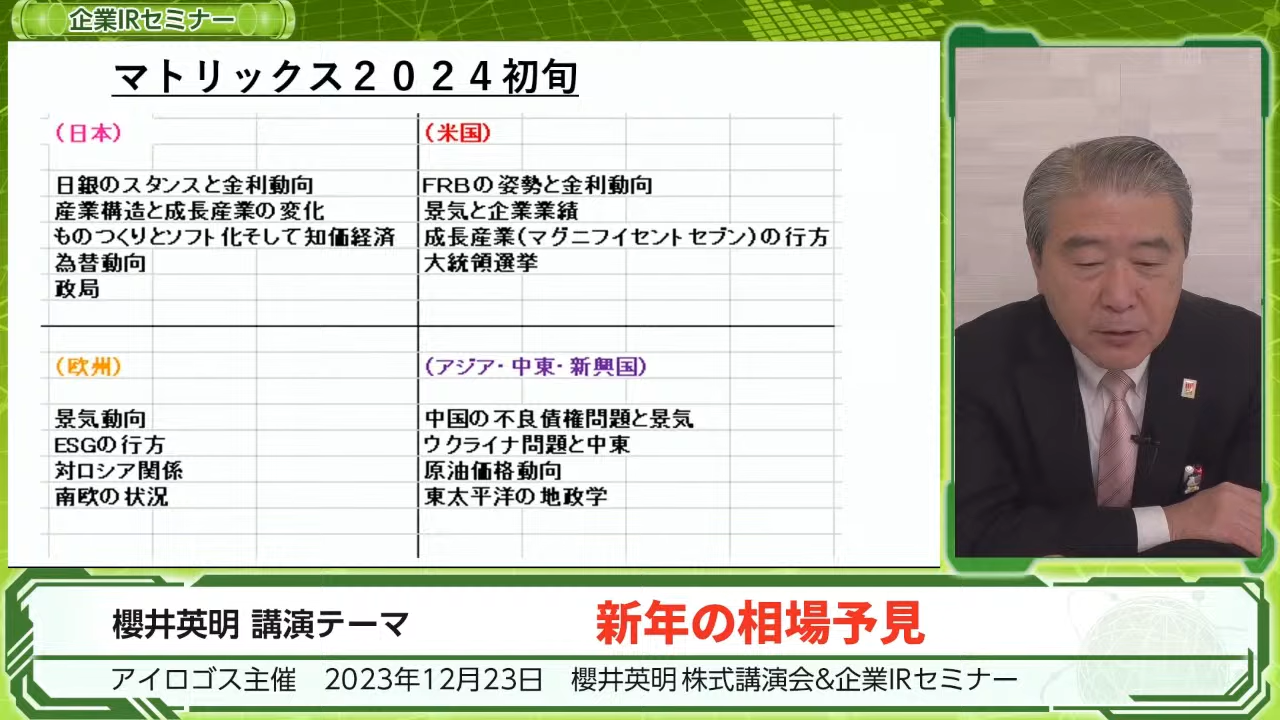 企業IRセミナー
マトリックス２０２４初旬
（日本）
日銀のスタンスと金利動向
産業構造と成長産業の変化
ものつくりとソフト化そして知価経済
為替動向
政局
（米国）
FRBの姿勢と金利動向
景気と企業業績
成長産業（マグニフイセントセブン）の行方
大統領選挙
（欧州）
景気動向
ESGの行方
対ロシア関係
南欧の状況
（アジア・中東・新興国）
中国の不良債権問題と景気
ウクライナ問題と中東
原油価格動向
東太平洋の地政学
櫻井英明 講演テーマ
新年の相場予見
アイロゴス主催　2023年12月23日　櫻井英明 株式講演会&企業IRセミナー